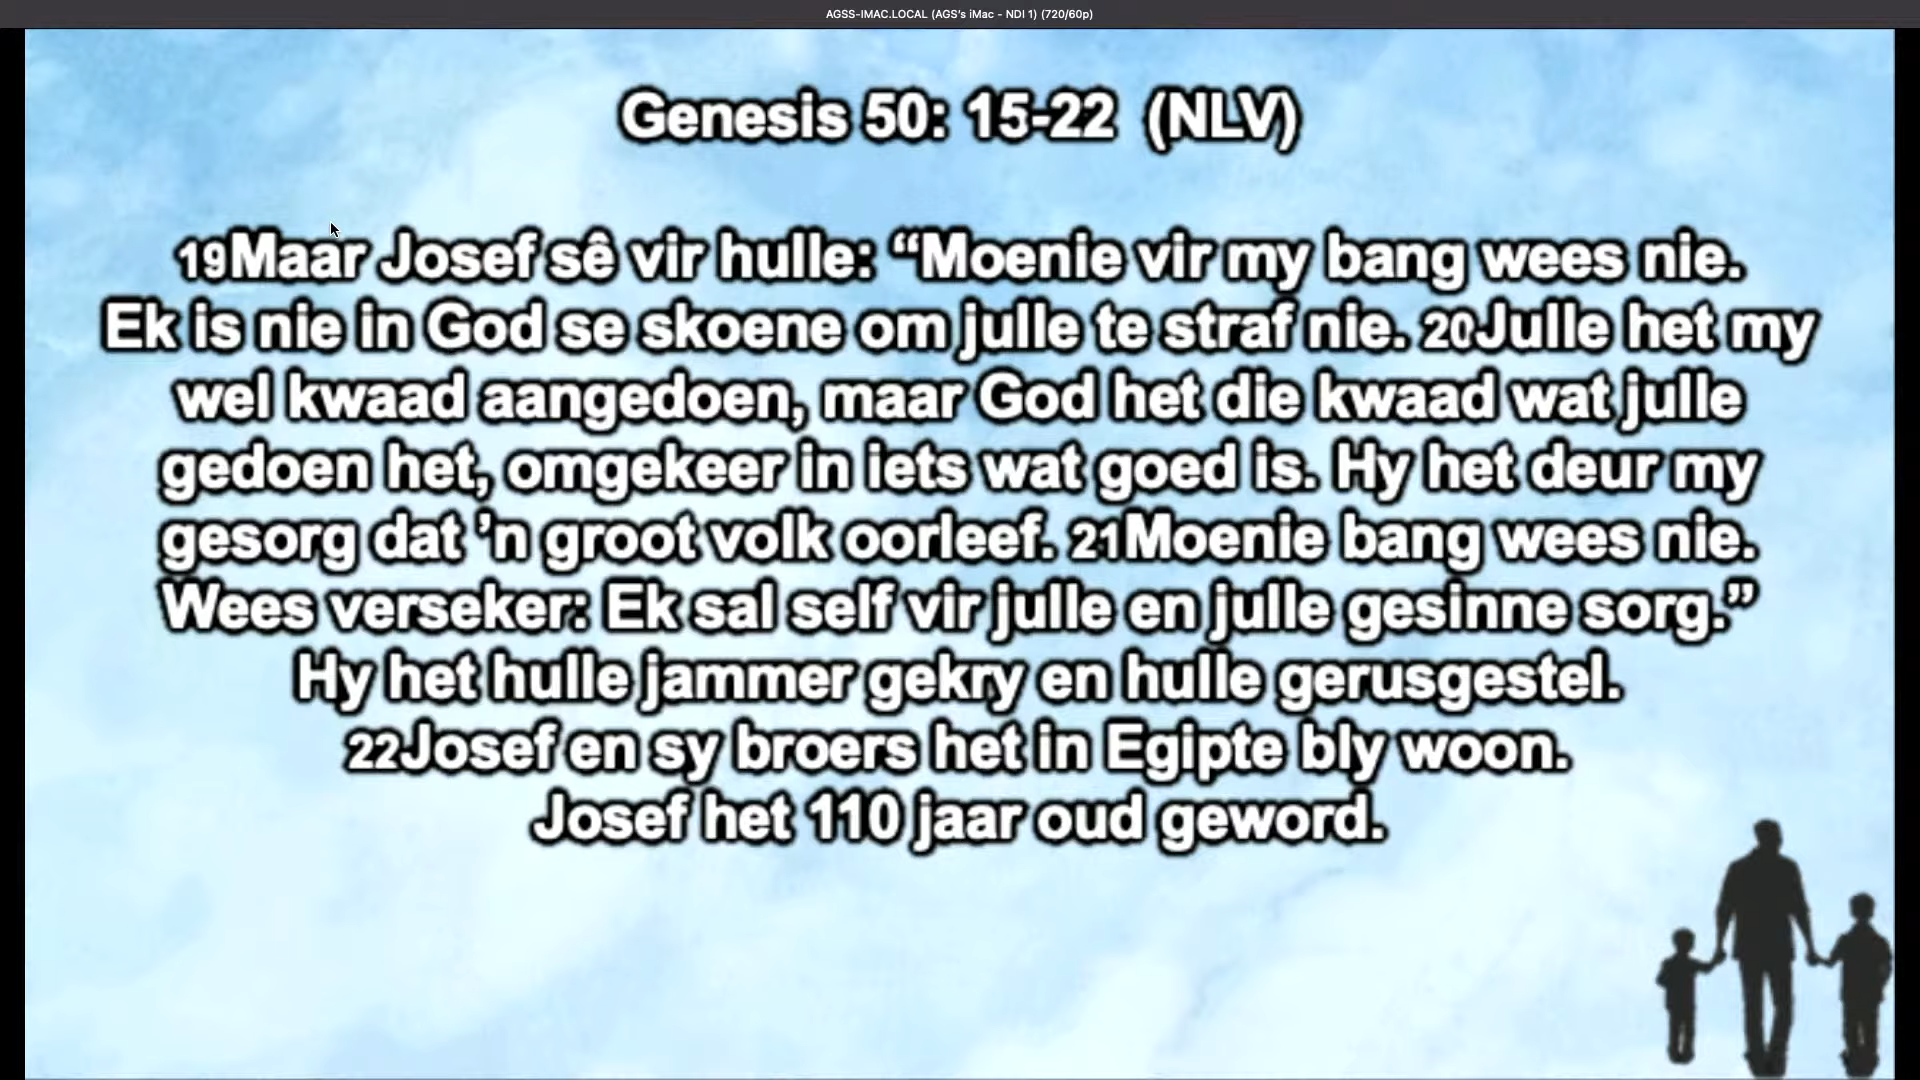 AGSS-IMAC.LOCAL (AGS's iMac - NDI 1) (720/60p)
Genesis 50: 15-22 (NLV)
19Maar Josef sê vir hulle: “Moenie vir my bang wees nie.
Ek is nie in God se skoene om julle te straf nie. 20Julle het my
wel kwaad aangedoen, maar God het die kwaad wat julle
gedoen het, omgekeer in iets wat goed is. Hy het deur my
gesorg dat ’n groot volk oorleef. 21Moenie bang wees nie.
Wees verseker: Ek sal self vir julle en julle gesinne sorg.”
Hy het hulle jammer gekry en hulle gerusgestel.
22Josef en sy broers het in Egipte bly woon.
Josef het 110 jaar oud geword.